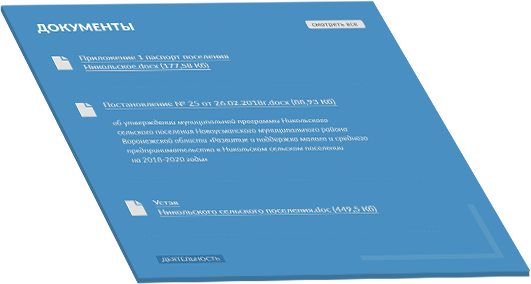 ДОКУМЕНТЫ
смотреть все
Приложение 1 паспорт поселения
Никольское.docx (177,58 Кб)
Постановление № 25 от 26.02.2018г.docx (88,93 Кб)
об утверждении муниципальной программы Никольского
сельского поселения Новоусманского муниципального района
Воронежской области «Развитие и поддержка малого и среднего
предпринимательства в Никольском сельском поселении
на 2018-2020 годы»
Устав
Никольского сельского поселения.doc (449,5 Кб)
ДЕЯТЕЛЬНОСТЬ